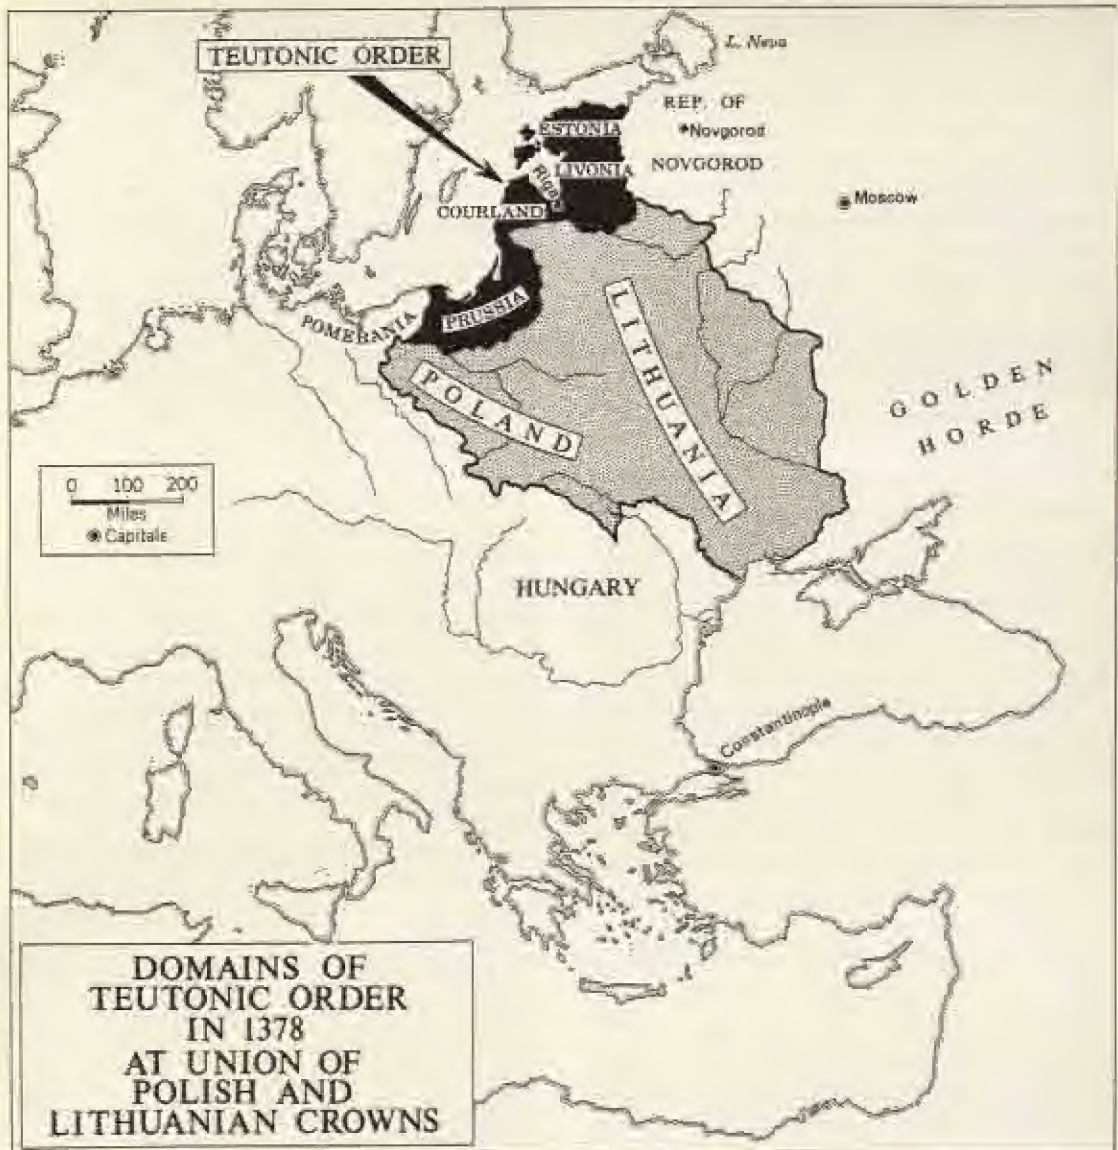 TEUTONIC ORDER
L. Neva
REP. OF
Novgorod
NOVGOROD
ESTONIA
LIVONIA
Riga
COURLAND
Moscow
PRUSSIA
POMERANIA
LITHUANIA
POLAND
GOLDEN
HORDE
0 100 200
Miles
Capitals
HUNGARY
Constantinople
DOMAINS OF
TEUTONIC ORDER
IN 1378
AT UNION OF
POLISH AND
LITHUANIAN CROWNS